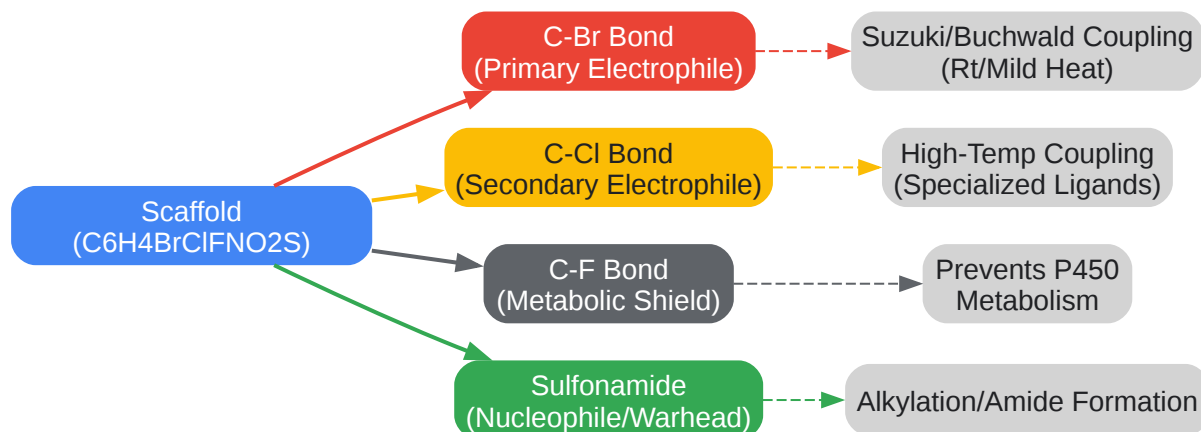 C-Br Bond
(Primary Electrophile)
Suzuki/Buchwald Coupling
(Rt/Mild Heat)
C-Cl Bond
(Secondary Electrophile)
High-Temp Coupling
(Specialized Ligands)
Scaffold
(C6H4BrClFNO2S)
C-F Bond
(Metabolic Shield)
Prevents P450
Metabolism
Sulfonamide
(Nucleophile/Warhead)
Alkylation/Amide Formation